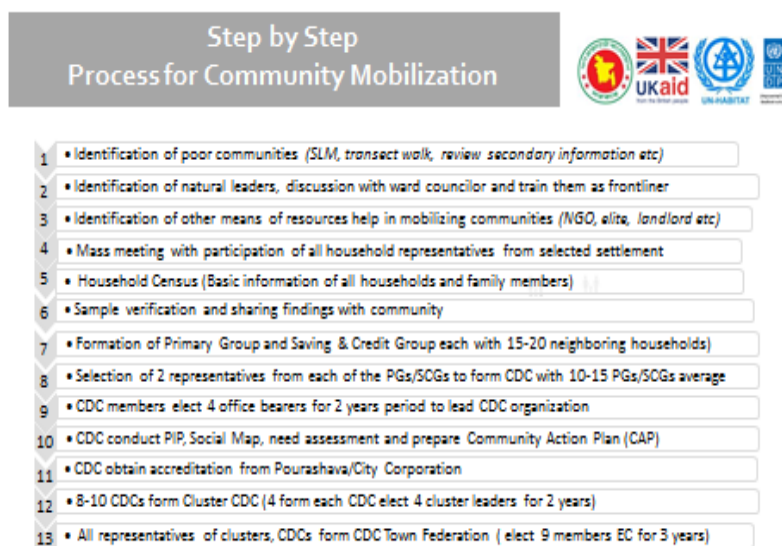 Step by Step
Process for Community Mobilization
UKaid
from the British people
UN-HABITAT
1 • Identification of poor communities (SLM, transect walk, review secondary information etc)
2 • Identification of natural leaders, discussion with ward councilor and train them as frontliner
3 • Identification of other means of resources help in mobilizing communities (NGO, elite, landlord etc)
4 • Mass meeting with participation of all household representatives from selected settlement
5 • Household Census (Basic information of all households and family members)
6 • Sample verification and sharing findings with community
7 • Formation of Primary Group and Saving & Credit Group each with 15-20 neighboring households)
8 • Selection of 2 representatives from each of the PGs/SCGs to form CDC with 10-15 PGs/SCGs average
9 • CDC members elect 4 office bearers for 2 years period to lead CDC organization
10 • CDC conduct PIP, Social Map, need assessment and prepare Community Action Plan (CAP)
11 • CDC obtain accreditation from Pourashava/City Corporation
12 • 8-10 CDCs form Cluster CDC (4 form each CDC elect 4 cluster leaders for 2 years)
13 • All representatives of clusters, CDCs form CDC Town Federation ( elect 9 members EC for 3 years)